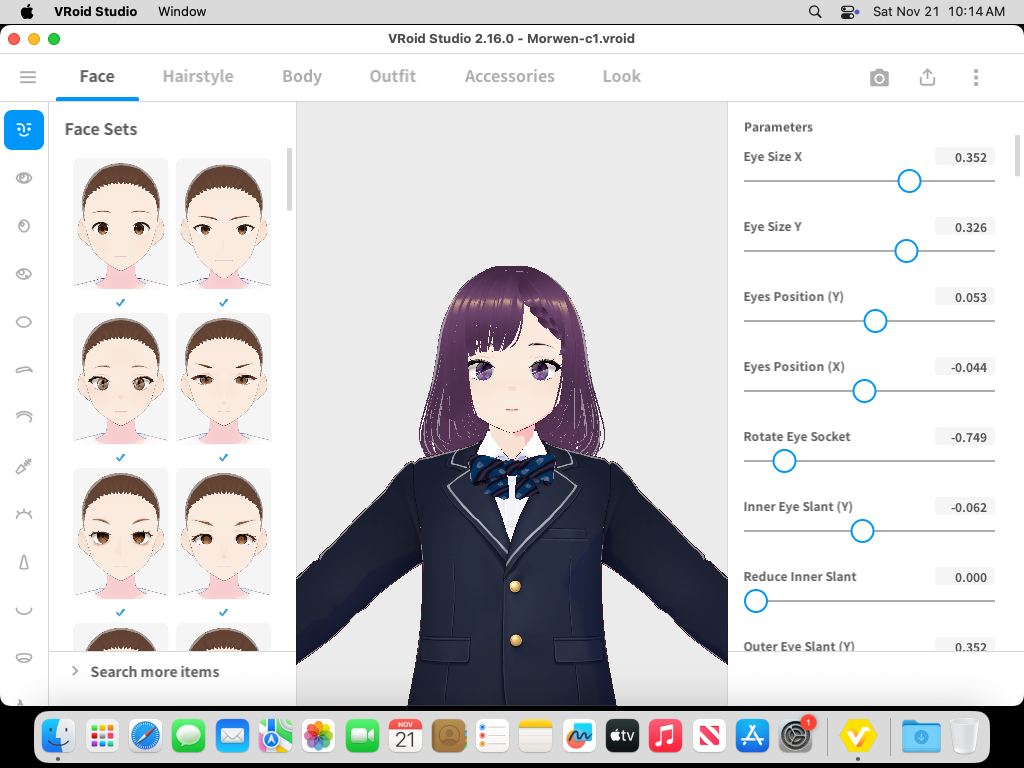 VRoid Studio Window Sat Nov 21 10:14 AM
VRoid Studio 2.16.0 - Morwen-c1.vroid
Face Hairstyle Body Outfit Accessories Look
Face Sets
Parameters
Eye Size X 0.352
Eye Size Y 0.326
Eyes Position (Y) 0.053
Eyes Position (X) -0.044
Rotate Eye Socket -0.749
Inner Eye Slant (Y) -0.062
Reduce Inner Slant 0.000
Outer Eye Slant (Y) 0.352
Search more items
NOV
21
tv
1